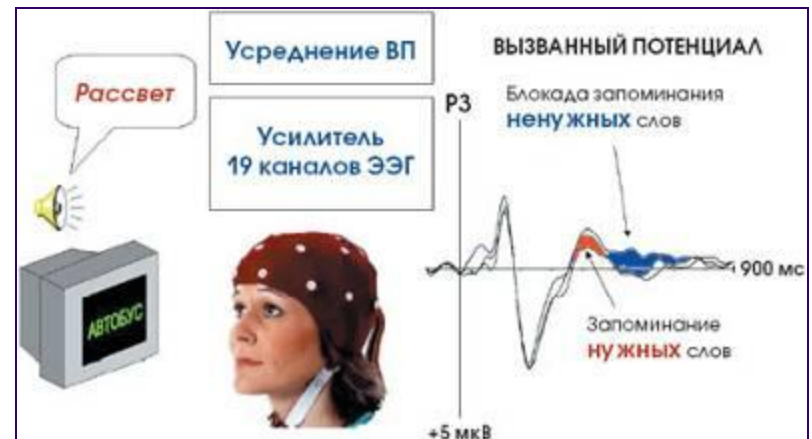 Рассвет
АВТОБУС
Усреднение ВП
Усилитель
19 каналов ЭЭГ
ВЫЗВАННЫЙ ПОТЕНЦИАЛ
P3
Блокада запоминания
ненужных слов
900 мс
Запоминание
нужных слов
+5 мкВ